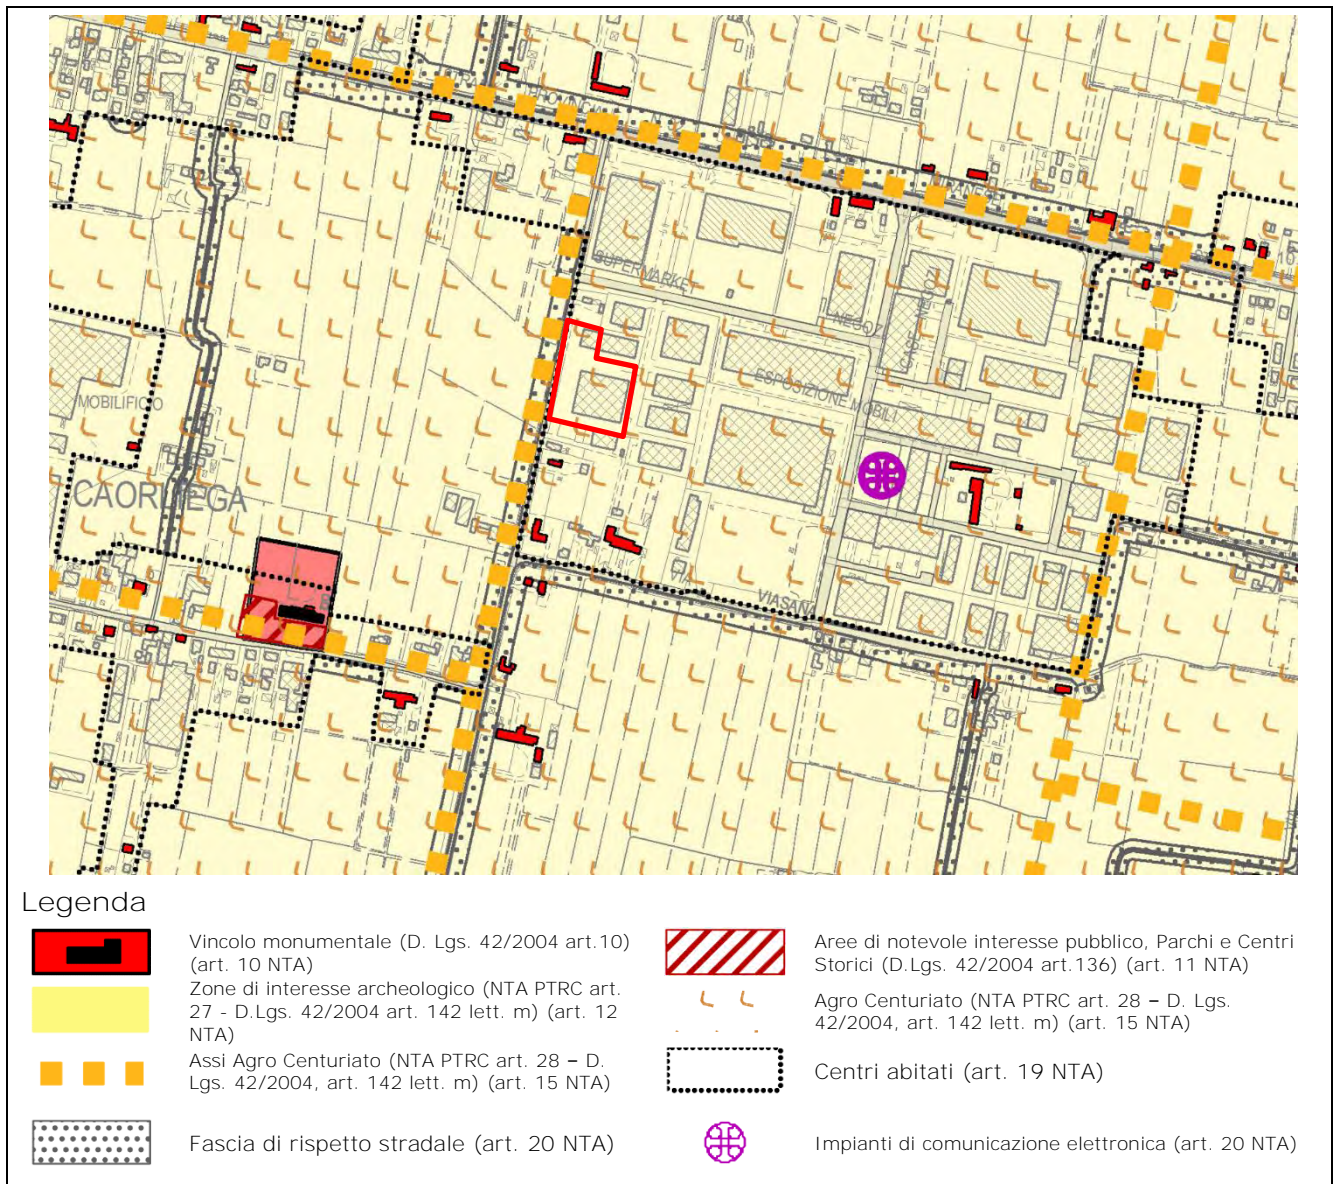 PROVINCIALE
SUPERMARKET
NEGOZI
CASE - NEGOZI
ESPOSIZIONE MOBILI
MOBILIFICIO
VIASANA
Legenda
Vincolo monumentale (D. Lgs. 42/2004 art.10)
(art. 10 NTA)
Zone di interesse archeologico (NTA PTRC art.
27 - D.Lgs. 42/2004 art. 142 lett. m) (art. 12
NTA)
Assi Agro Centuriato (NTA PTRC art. 28 – D.
Lgs. 42/2004, art. 142 lett. m) (art. 15 NTA)
Fascia di rispetto stradale (art. 20 NTA)
Aree di notevole interesse pubblico, Parchi e Centri
Storici (D.Lgs. 42/2004 art.136) (art. 11 NTA)
Agro Centuriato (NTA PTRC art. 28 – D. Lgs.
42/2004, art. 142 lett. m) (art. 15 NTA)
Centri abitati (art. 19 NTA)
Impianti di comunicazione elettronica (art. 20 NTA)